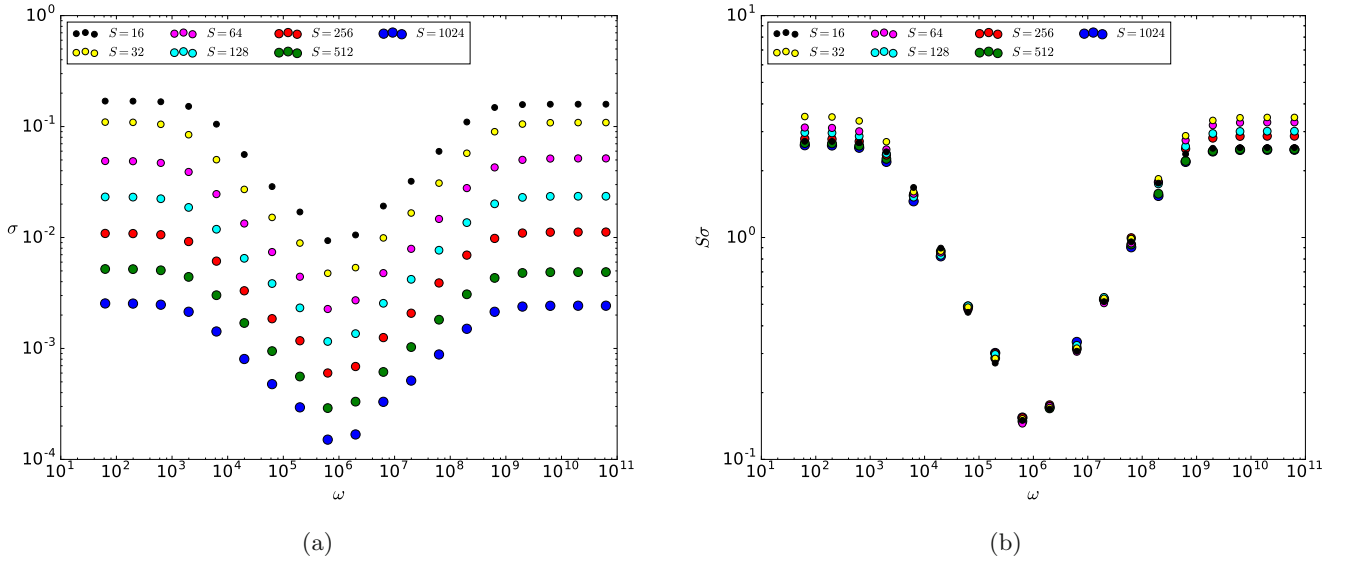 10^0
10^-1
10^-2
10^-3
10^-4
σ
S = 16
S = 64
S = 256
S = 1024
S = 32
S = 128
S = 512
10^1
10^2
10^3
10^4
10^5
10^6
10^7
10^8
10^9
10^10
10^11
ω
(a)
10^1
10^0
10^-1
Sσ
S = 16
S = 64
S = 256
S = 1024
S = 32
S = 128
S = 512
10^1
10^2
10^3
10^4
10^5
10^6
10^7
10^8
10^9
10^10
10^11
ω
(b)